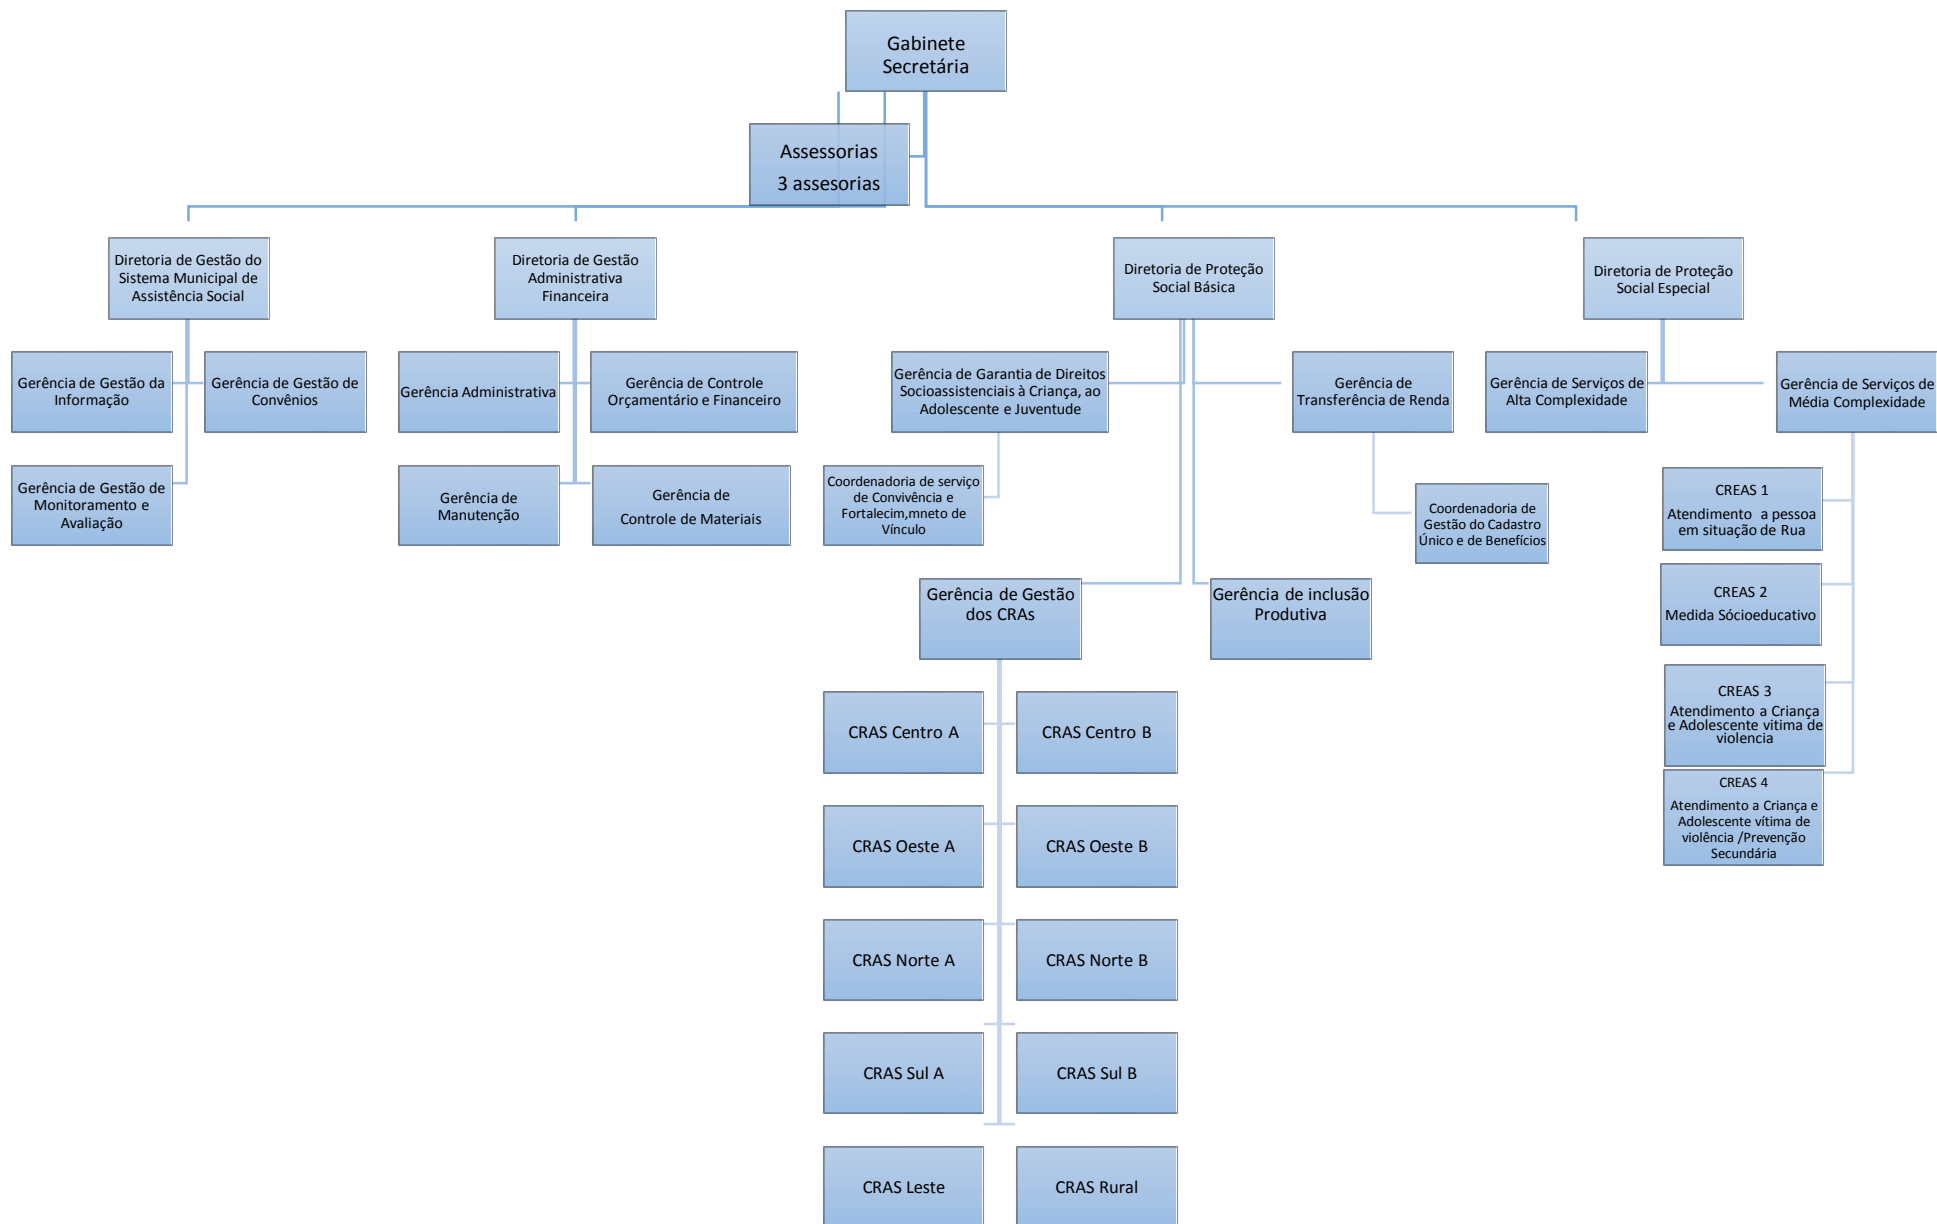 Gabinete
Secretária
Assessorias
3 assesorias
Diretoria de Gestão do
Sistema Municipal de
Assistência Social
Diretoria de Gestão
Administrativa
Financeira
Diretoria de Proteção
Social Básica
Diretoria de Proteção
Social Especial
Gerência de Gestão da
Informação
Gerência de Gestão de
Convênios
Gerência Administrativa
Gerência de Controle
Orçamentário e Financeiro
Gerência de Garantia de Direitos
Socioassistenciais à Criança, ao
Adolescente e Juventude
Gerência de
Transferência de Renda
Gerência de Serviços de
Alta Complexidade
Gerência de Serviços de
Média Complexidade
Gerência de Gestão de
Monitoramento e
Avaliação
Gerência de
Manutenção
Gerência de
Controle de Materiais
Coordenadoria de serviço
de Convivência e
Fortalecim,mneto de
Vínculo
Coordenadoria de
Gestão do Cadastro
Único e de Benefícios
CREAS 1
Atendimento a pessoa
em situação de Rua
Gerência de Gestão
dos CRAs
Gerência de inclusão
Produtiva
CREAS 2
Medida Sócioeducativo
CREAS 3
Atendimento a Criança
e Adolescente vitima de
violencia
CREAS 4
Atendimento a Criança e
Adolescente vítima de
violência /Prevenção
Secundária
CRAS Centro A
CRAS Centro B
CRAS Oeste A
CRAS Oeste B
CRAS Norte A
CRAS Norte B
CRAS Sul A
CRAS Sul B
CRAS Leste
CRAS Rural